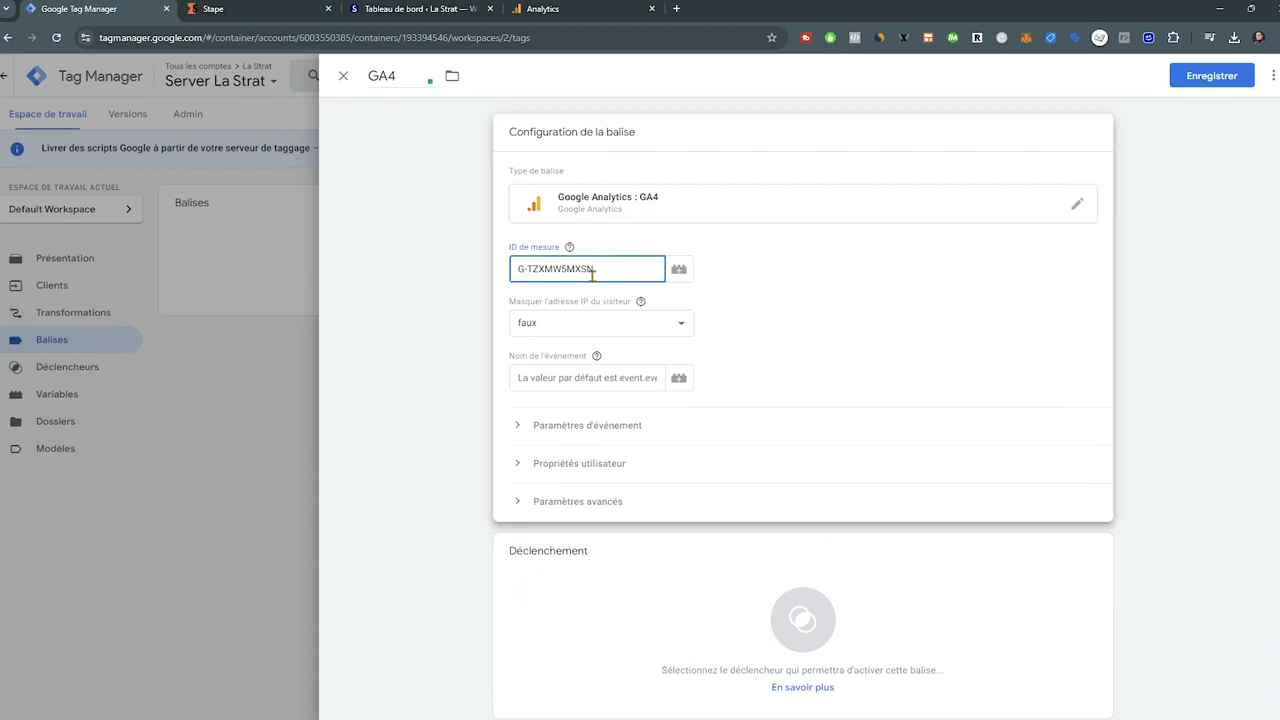 Google Tag Manager
Stape
Tableau de bord ‹ La Strat — W
Analytics
tagmanager.google.com/#/container/accounts/6003550385/containers/193394546/workspaces/2/tags
Tag Manager
Tous les comptes > La Strat
Server La Strat
GA4
Enregistrer
Espace de travail
Versions
Admin
Livrer des scripts Google à partir de votre serveur de taggage –
ESPACE DE TRAVAIL ACTUEL
Default Workspace
Balises
Présentation
Clients
Transformations
Balises
Déclencheurs
Variables
Dossiers
Modèles
Configuration de la balise
Type de balise
Google Analytics : GA4
Google Analytics
ID de mesure
G-TZXMW5MXSN
Masquer l'adresse IP du visiteur
faux
Nom de l'événement
La valeur par défaut est event.eve
Paramètres d'événement
Propriétés utilisateur
Paramètres avancés
Déclenchement
Sélectionnez le déclencheur qui permettra d'activer cette balise...
En savoir plus